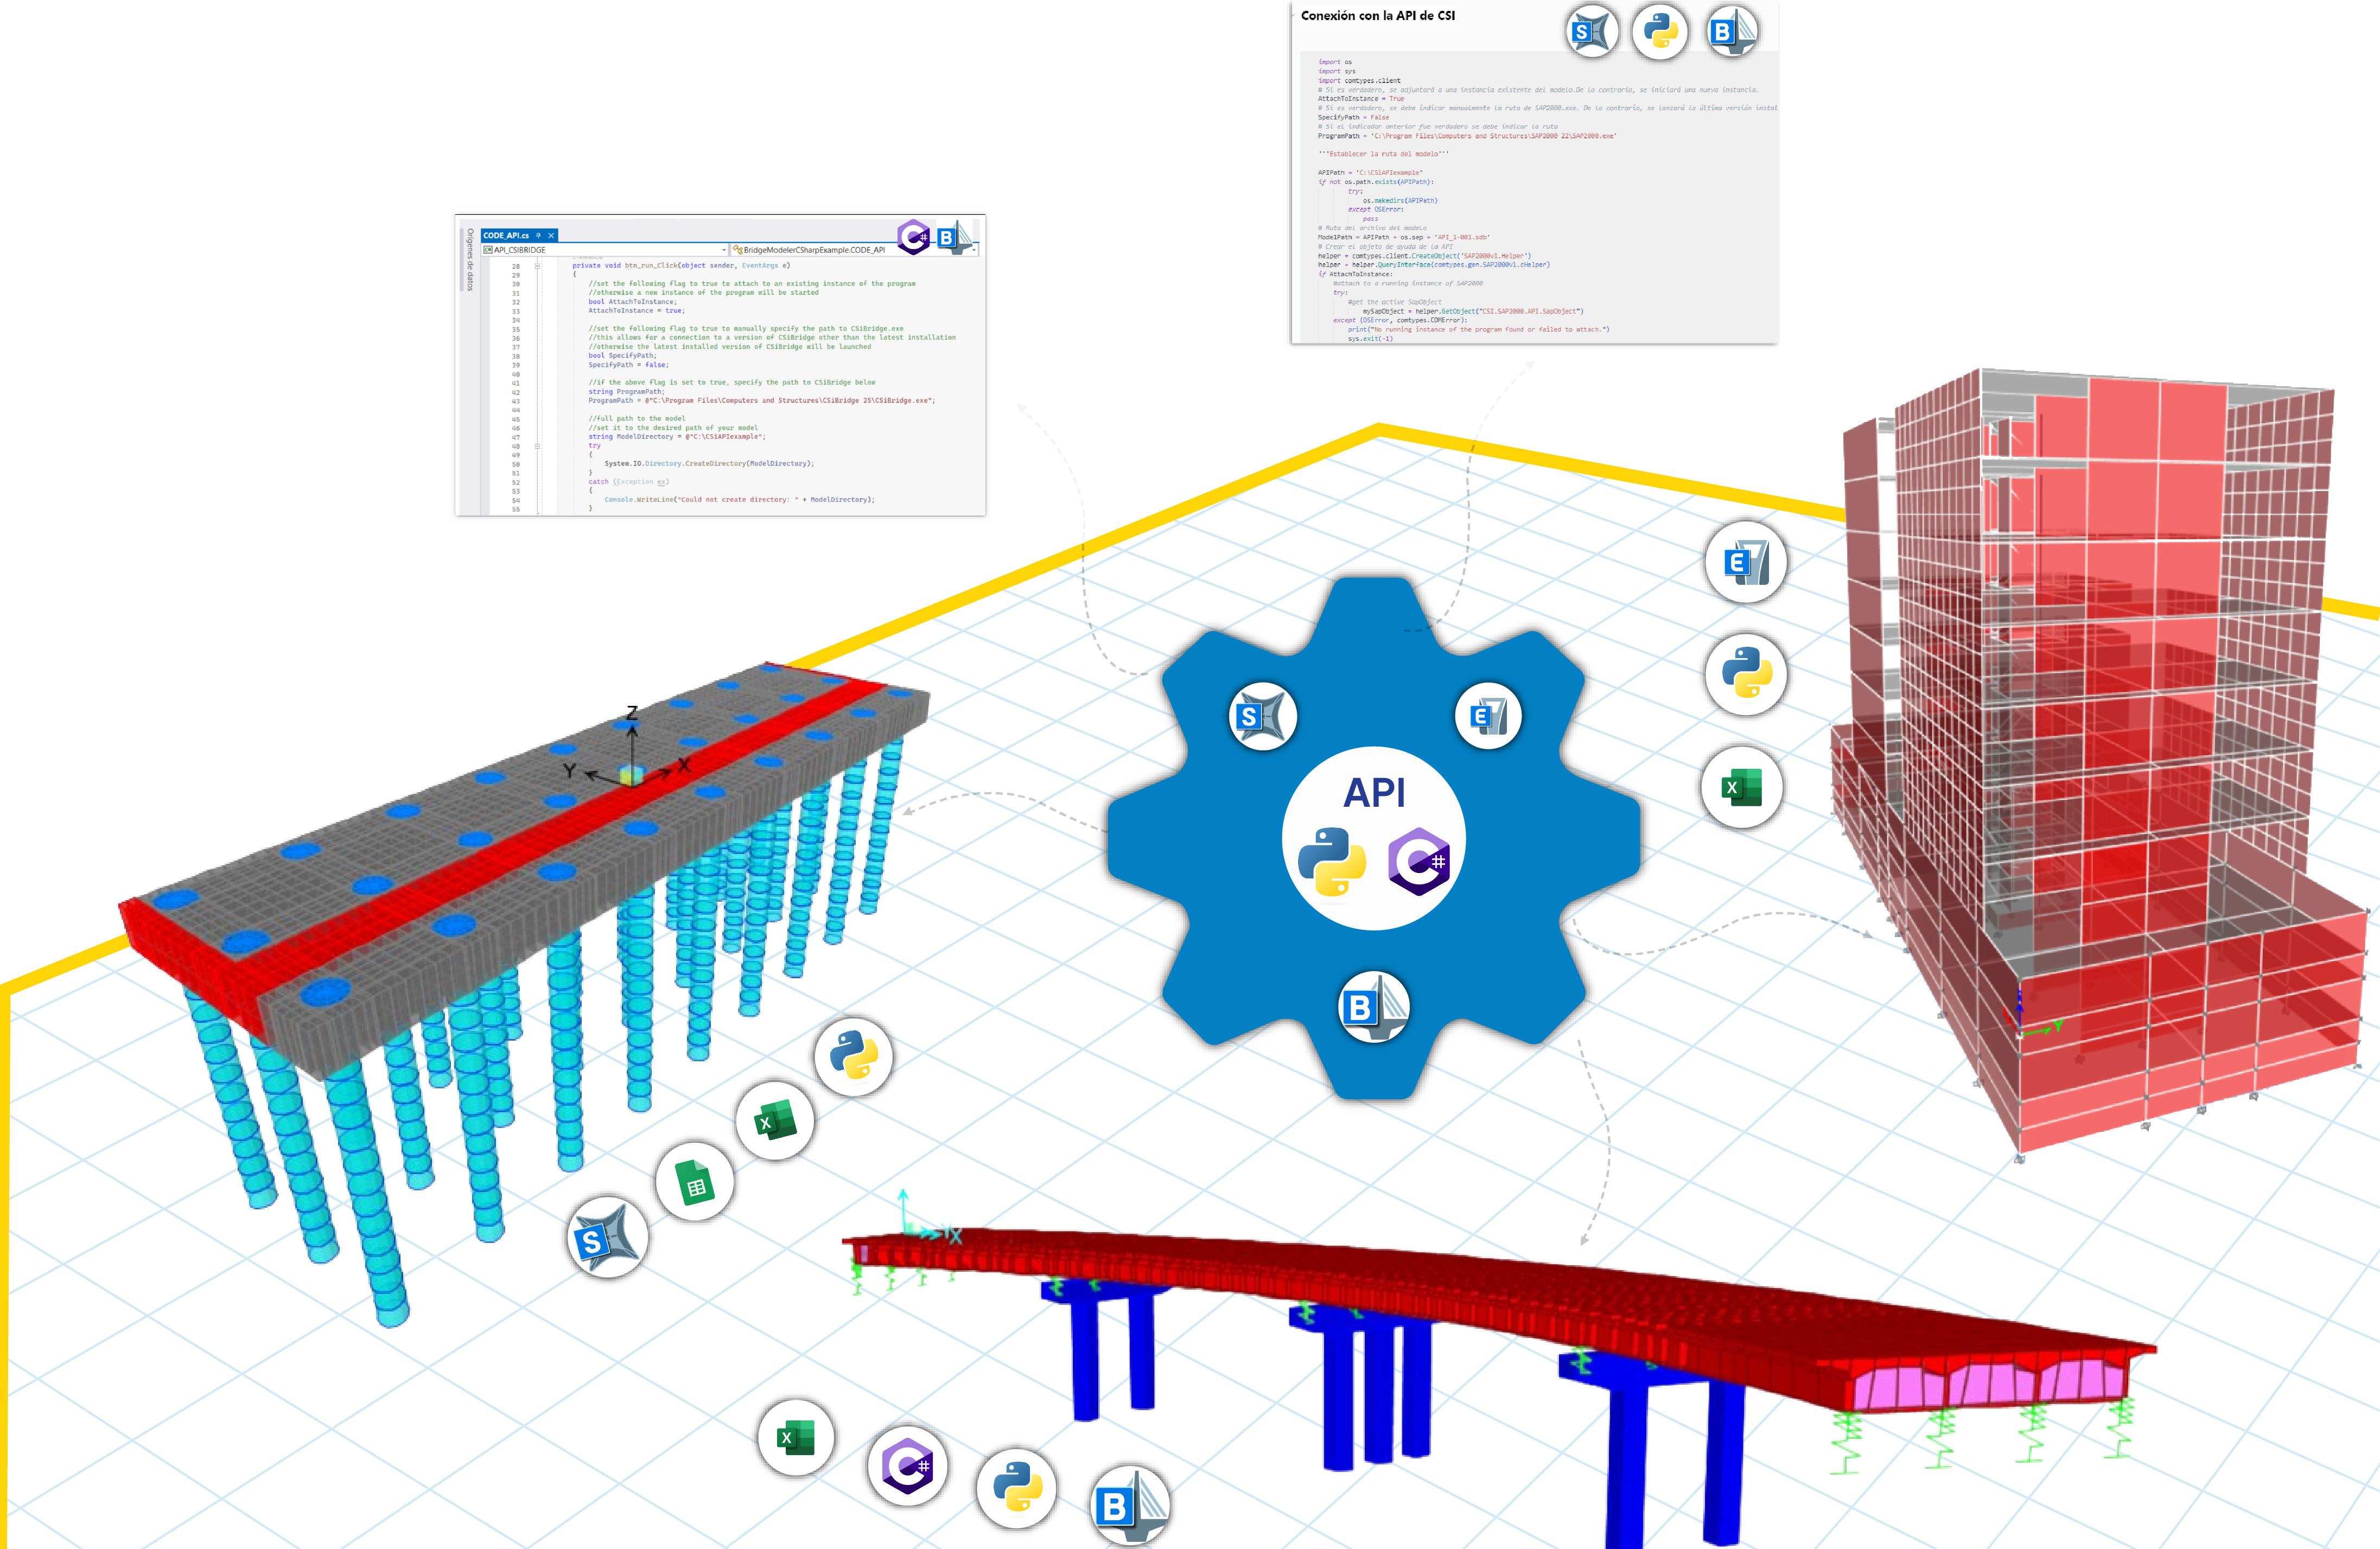 Conexión con la API de CSI
import os
import sys
import comtypes.client
# Si es verdadero, se adjuntará a una instancia existente del modelo.De lo contrario, se iniciará una nueva instancia.
AttachToInstance = True
# Si es verdadero, se debe indicar manualmente la ruta de SAP2000.exe. De lo contrario, se lanzará la última versión instal
SpecifyPath = False
# Si el indicador anterior fue verdadero se debe indicar la ruta
ProgramPath = 'C:\Program Files\Computers and Structures\SAP2000 22\SAP2000.exe'
'''Establecer la ruta del modelo'''
APIPath = 'C:\CSiAPIexample'
if not os.path.exists(APIPath):
try:
os.makedirs(APIPath)
except OSError:
pass
# Ruta del archivo del modelo
ModelPath = APIPath + os.sep + 'API_1-001.sdb'
# Crear el objeto de ayuda de la API
helper = comtypes.client.CreateObject('SAP2000v1.Helper')
helper = helper.QueryInterface(comtypes.gen.SAP2000v1.cHelper)
if AttachToInstance:
#attach to a running instance of SAP2000
try:
#get the active SapObject
mySapObject = helper.GetObject("CSI.SAP2000.API.SapObject")
except (OSError, comtypes.COMError):
print("No running instance of the program found or failed to attach.")
sys.exit(-1)
Orígenes de datos
CODE_API.cs
API_CSIBRIDGE
BridgeModelerCSharpExample.CODE_API
28 private void btn_run_Click(object sender, EventArgs e)
29 {
30 //set the following flag to true to attach to an existing instance of the program
31 //otherwise a new instance of the program will be started
32 bool AttachToInstance;
33 AttachToInstance = true;
34
35 //set the following flag to true to manually specify the path to CSiBridge.exe
36 //this allows for a connection to a version of CSiBridge other than the latest installation
37 //otherwise the latest installed version of CSiBridge will be launched
38 bool SpecifyPath;
39 SpecifyPath = false;
40
41 //if the above flag is set to true, specify the path to CSiBridge below
42 string ProgramPath;
43 ProgramPath = @"C:\Program Files\Computers and Structures\CSiBridge 25\CSiBridge.exe";
44
45 //full path to the model
46 //set it to the desired path of your model
47 string ModelDirectory = @"C:\CSiAPIexample";
48 try
49 {
50 System.IO.Directory.CreateDirectory(ModelDirectory);
51 }
52 catch (Exception ex)
53 {
54 Console.WriteLine("Could not create directory: " + ModelDirectory);
55 }
API
S
E
B
C#
Z
Y
X
E
X
Y
X
S
X
X
C#
B